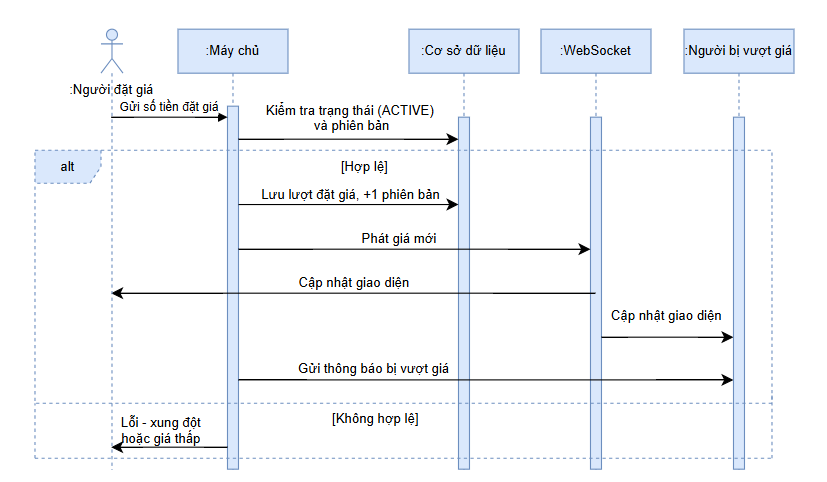 :Máy chủ
:Cơ sở dữ liệu
:WebSocket
:Người bị vượt giá
:Người đặt giá
Gửi số tiền đặt giá
Kiểm tra trạng thái (ACTIVE)
và phiên bản
alt
[Hợp lệ]
Lưu lượt đặt giá, +1 phiên bản
Phát giá mới
Cập nhật giao diện
Cập nhật giao diện
Gửi thông báo bị vượt giá
[Không hợp lệ]
Lỗi - xung đột
hoặc giá thấp